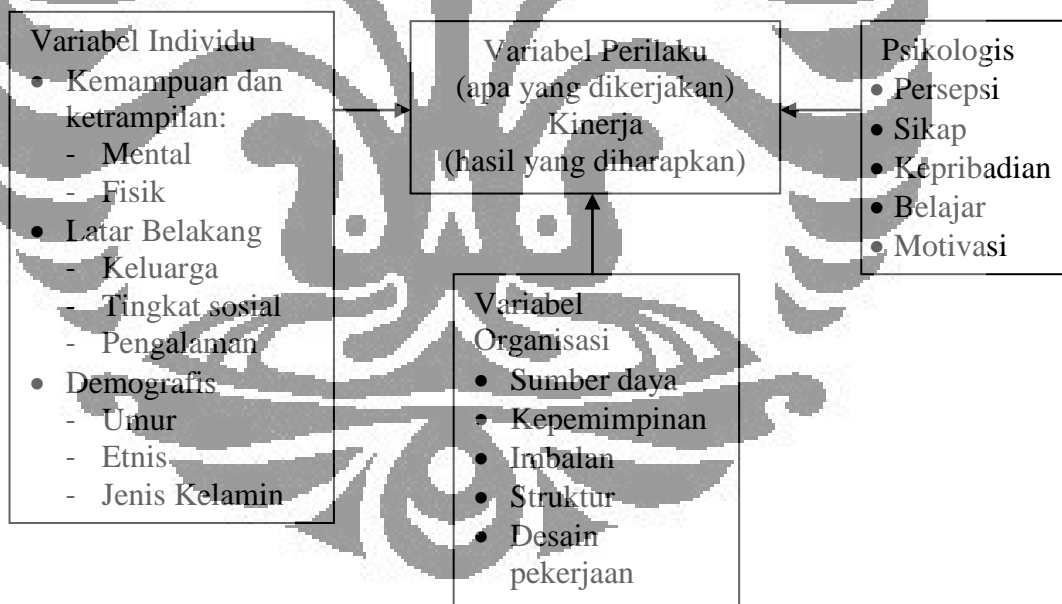 Variabel Individu
• Kemampuan dan
ketrampilan:
- Mental
- Fisik
• Latar Belakang
- Keluarga
- Tingkat sosial
- Pengalaman
• Demografis
- Umur
- Etnis
- Jenis Kelamin
Variabel Perilaku
(apa yang dikerjakan)
Kinerja
(hasil yang diharapkan)
Psikologis
• Persepsi
• Sikap
• Kepribadian
• Belajar
• Motivasi
Variabel
Organisasi
• Sumber daya
• Kepemimpinan
• Imbalan
• Struktur
• Desain
pekerjaan